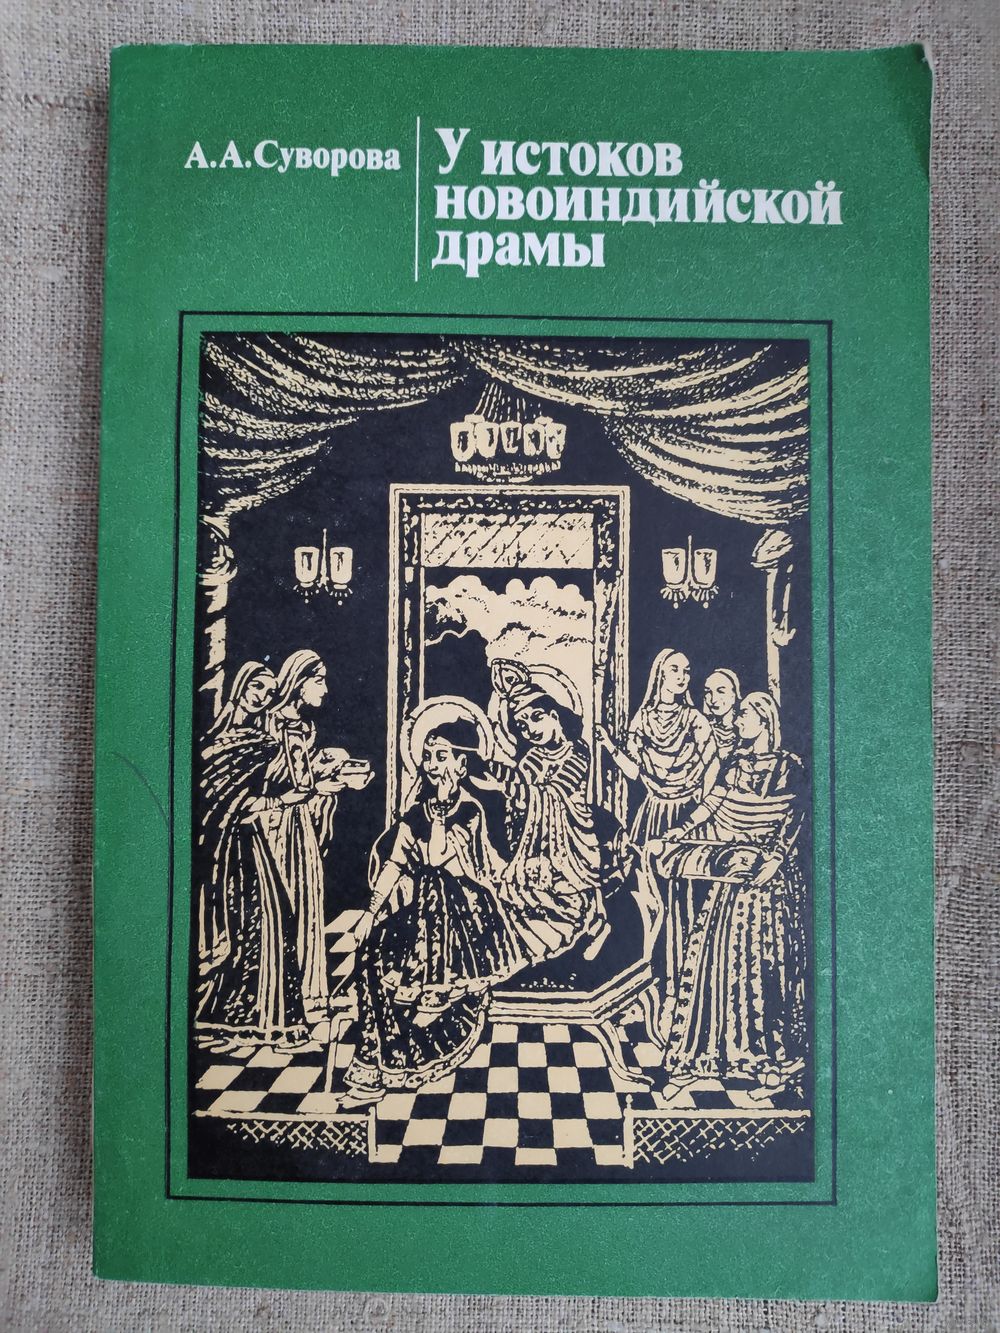 А.А.Суворова
У истоков
новоиндийской
драмы